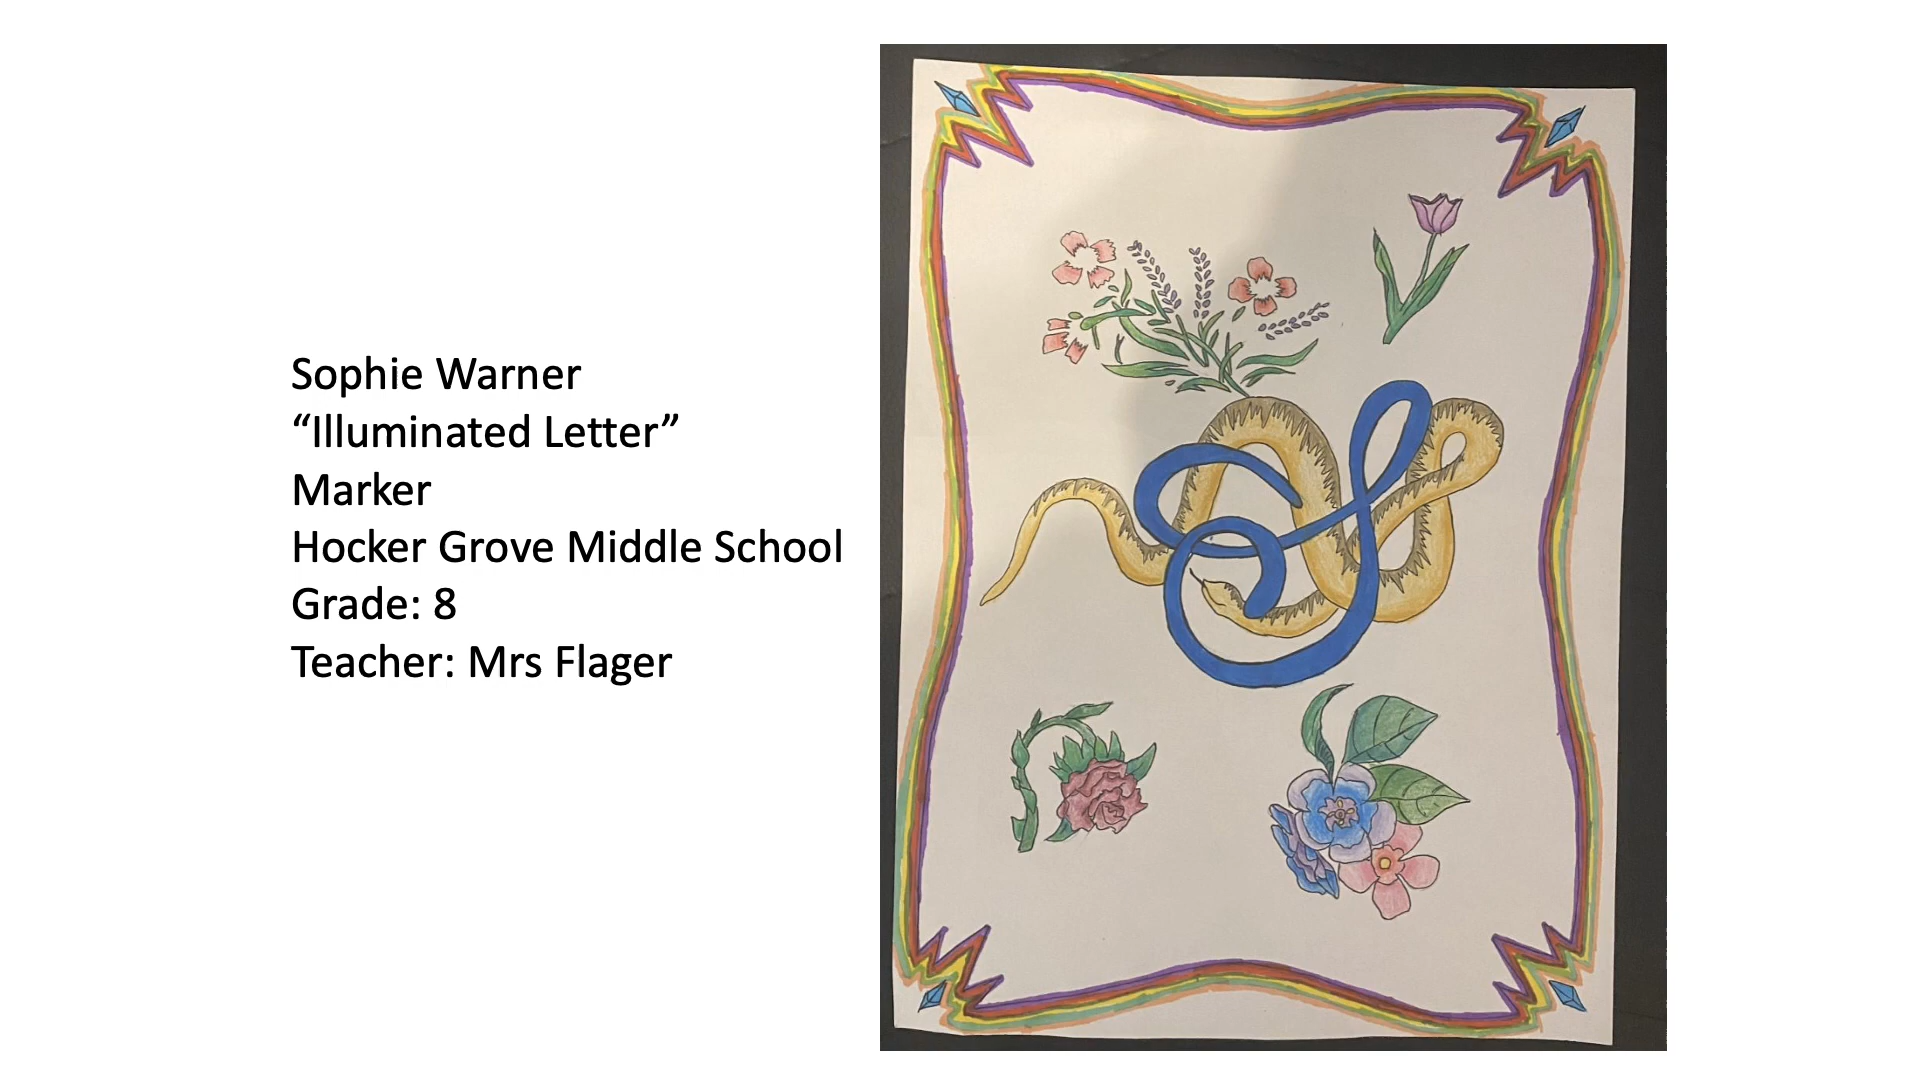 Sophie Warner
“Illuminated Letter”
Marker
Hocker Grove Middle School
Grade: 8
Teacher: Mrs Flager
S